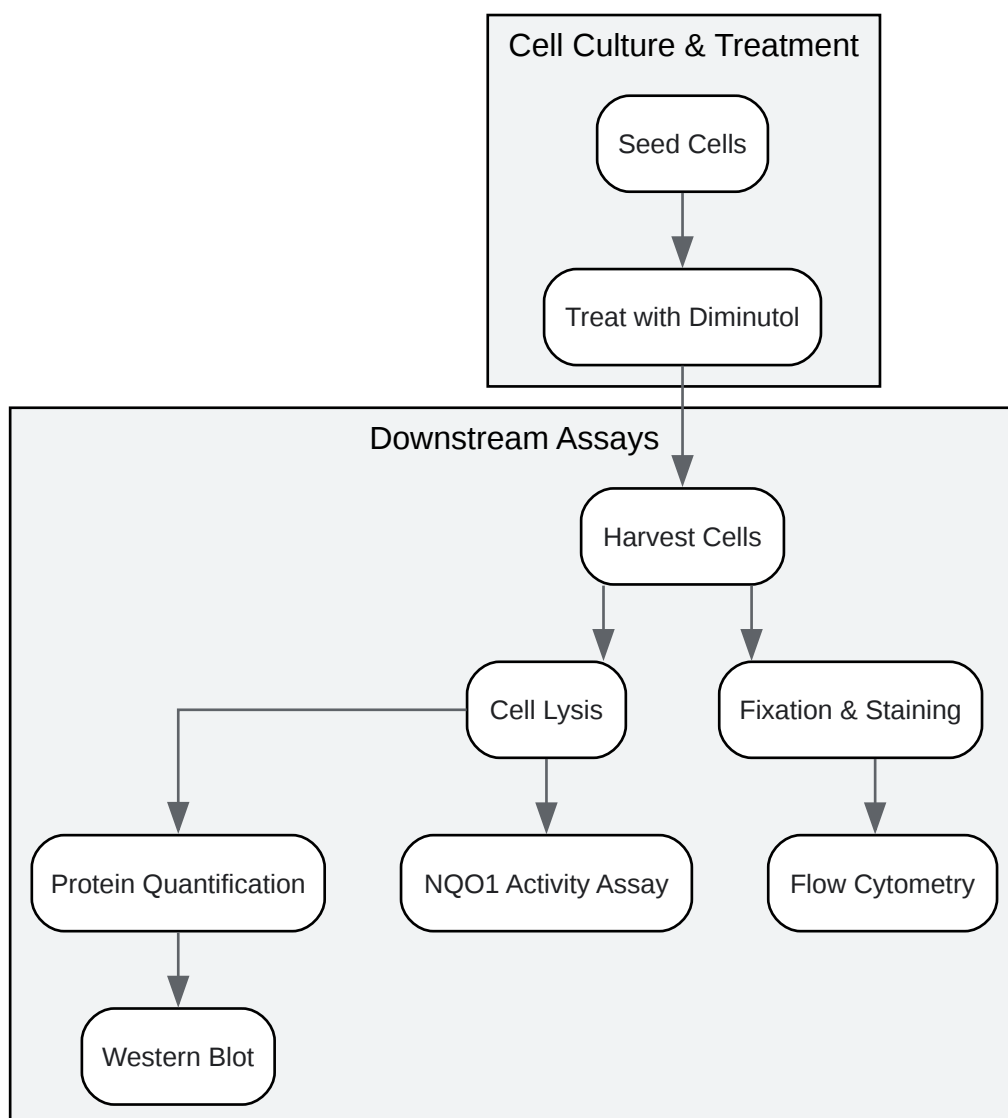 Cell Culture & Treatment
Seed Cells
Treat with Diminutol
Downstream Assays
Harvest Cells
Cell Lysis
Fixation & Staining
Protein Quantification
NQO1 Activity Assay
Flow Cytometry
Western Blot